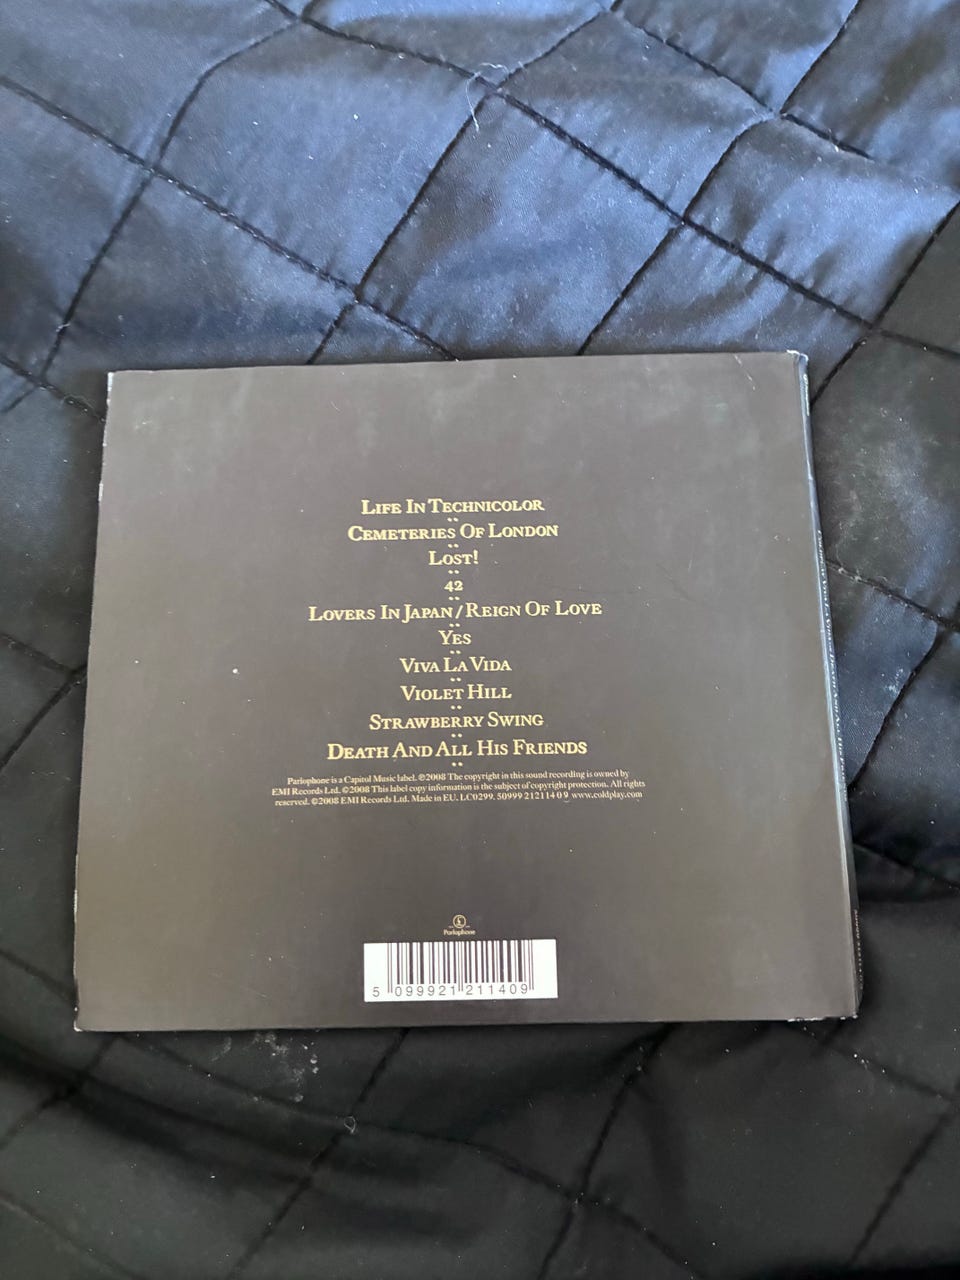 Life In Technicolor
Cemeteries Of London
Lost!
42
Lovers In Japan/Reign Of Love
Yes
Viva La Vida
Violet Hill
Strawberry Swing
Death And All His Friends
Parlophone is a Capitol Music label. ℗2008 The copyright in this sound recording is owned by
EMI Records Ltd. ©2008 This label copy information is the subject of copyright protection. All rights
reserved. ©2008 EMI Records Ltd. Made in EU. LC0299. 50999 212114 0 9 www.coldplay.com
£
Parlophone
5 099921 211409